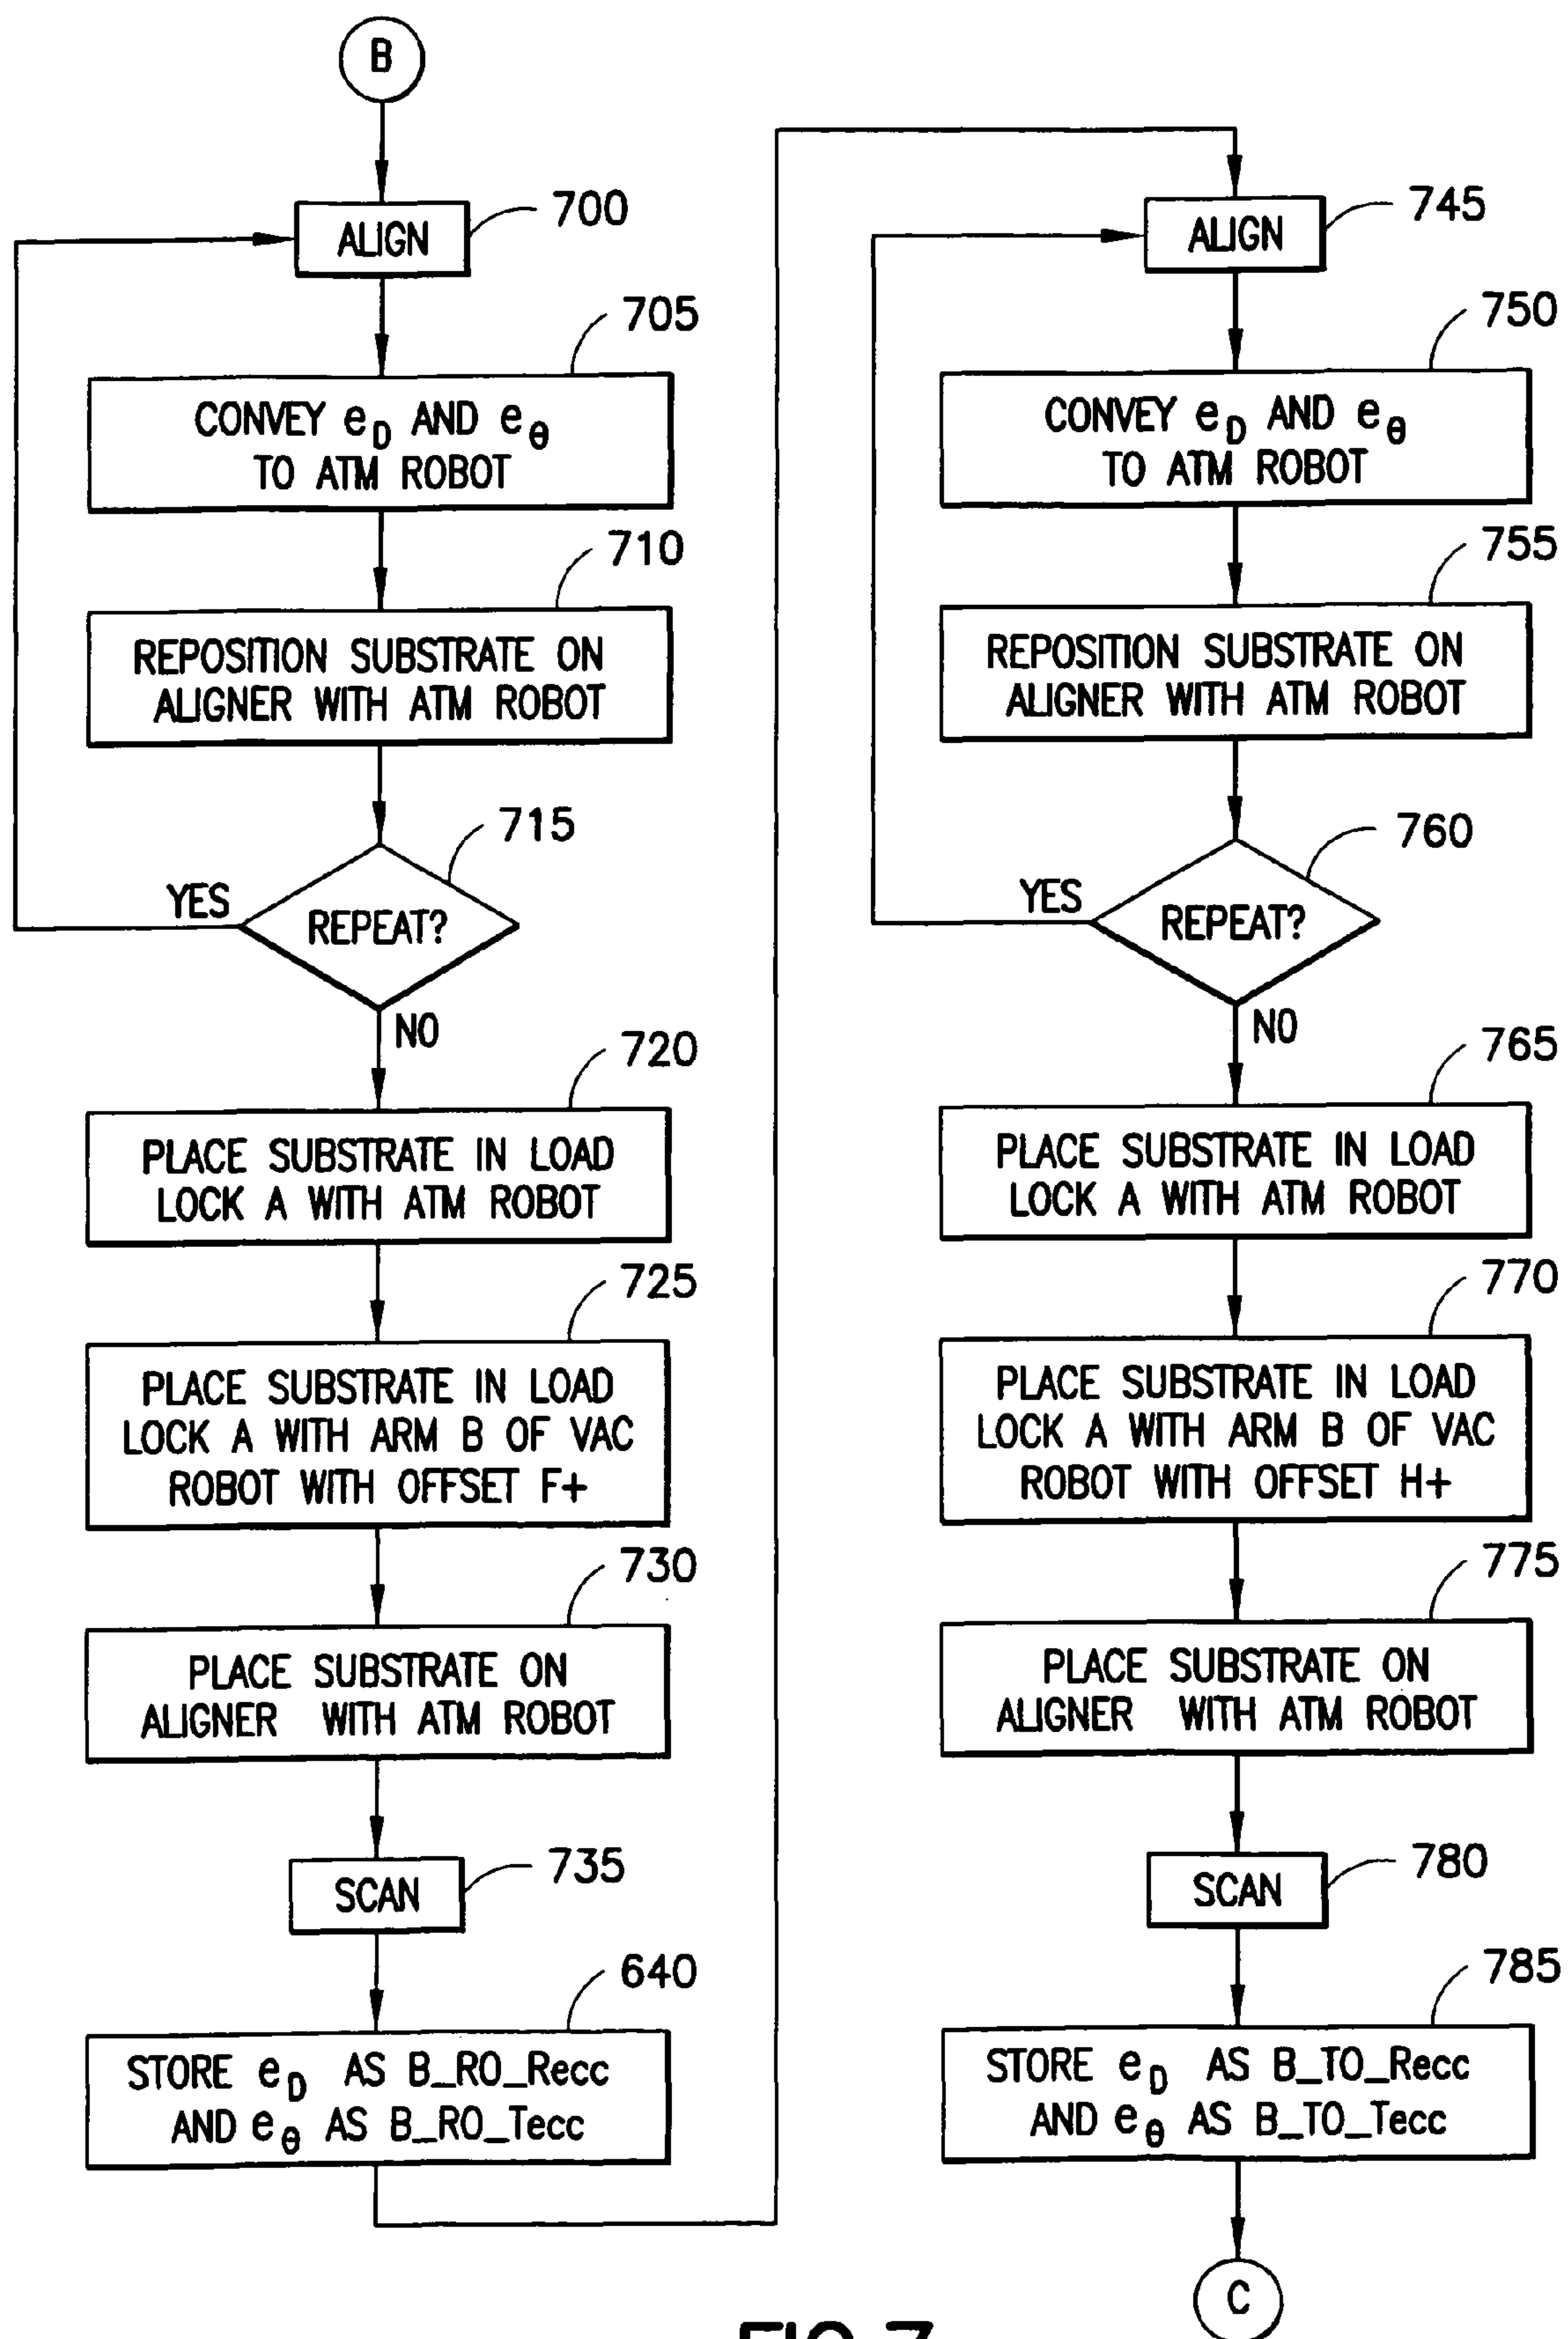 B
ALIGN
700
705
CONVEY eD AND eθ
TO ATM ROBOT
710
REPOSITION SUBSTRATE ON
ALIGNER WITH ATM ROBOT
715
YES
REPEAT?
NO
720
PLACE SUBSTRATE IN LOAD
LOCK A WITH ATM ROBOT
725
PLACE SUBSTRATE IN LOAD
LOCK A WITH ARM B OF VAC
ROBOT WITH OFFSET F+
730
PLACE SUBSTRATE ON
ALIGNER WITH ATM ROBOT
735
SCAN
640
STORE eD AS B_RO_Recc
AND eθ AS B_RO_Tecc
745
ALIGN
750
CONVEY eD AND eθ
TO ATM ROBOT
755
REPOSITION SUBSTRATE ON
ALIGNER WITH ATM ROBOT
760
YES
REPEAT?
NO
765
PLACE SUBSTRATE IN LOAD
LOCK A WITH ATM ROBOT
770
PLACE SUBSTRATE IN LOAD
LOCK A WITH ARM B OF VAC
ROBOT WITH OFFSET H+
775
PLACE SUBSTRATE ON
ALIGNER WITH ATM ROBOT
780
SCAN
785
STORE eD AS B_TO_Recc
AND eθ AS B_TO_Tecc
C
FIG.7